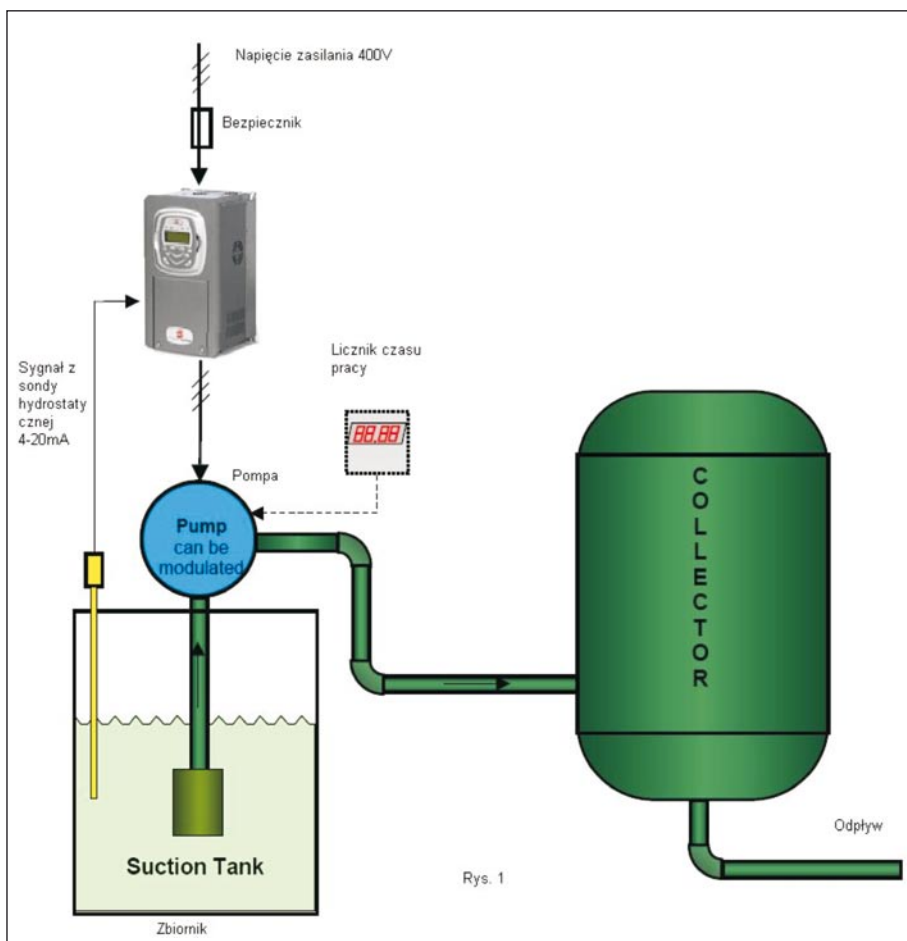 Napięcie zasilania 400V
Bezpiecznik
Sygnał z
sondy
hydrostaty
cznej
4-20mA
Licznik czasu
pracy
88.88
Pompa
Pump
can be
modulated
COLLECTOR
Suction Tank
Zbiornik
Odpływ
Rys. 1